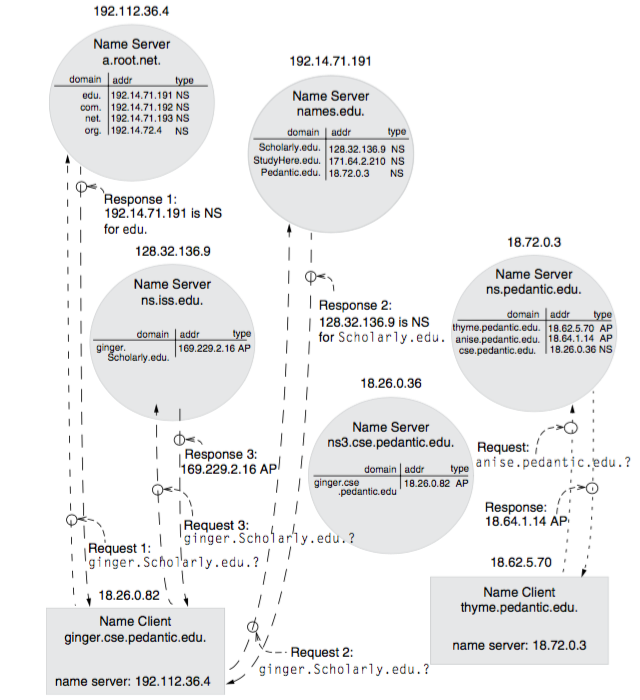 192.112.36.4
Name Server
a.root.net.
domain addr type
edu. 192.14.71.191 NS
com. 192.14.71.192 NS
net. 192.14.71.193 NS
org. 192.14.72.4 NS
192.14.71.191
Name Server
names.edu.
domain addr type
Scholarly.edu. 128.32.136.9 NS
StudyHere.edu. 171.64.2.210 NS
Pedantic.edu. 18.72.0.3 NS
Response 1:
192.14.71.191 is NS
for edu.
128.32.136.9
Name Server
ns.iss.edu.
domain addr type
ginger.
Scholarly.edu. 169.229.2.16 AP
18.72.0.3
Name Server
ns.pedantic.edu.
domain addr type
thyme.pedantic.edu. 18.62.5.70 AP
anise.pedantic.edu. 18.64.1.14 AP
cse.pedantic.edu. 18.26.0.36 NS
Response 2:
128.32.136.9 is NS
for Scholarly.edu.
18.26.0.36
Name Server
ns3.cse.pedantic.edu.
domain addr type
ginger.cse 18.26.0.82 AP
.pedantic.edu
Response 3:
169.229.2.16 AP
Request:
anise.pedantic.edu.?
Response:
18.64.1.14 AP
Request 3:
ginger.Scholarly.edu.?
Request 1:
ginger.Scholarly.edu.?
18.26.0.82
Name Client
ginger.cse.pedantic.edu.
name server: 192.112.36.4
18.62.5.70
Name Client
thyme.pedantic.edu.
name server: 18.72.0.3
Request 2:
ginger.Scholarly.edu.?